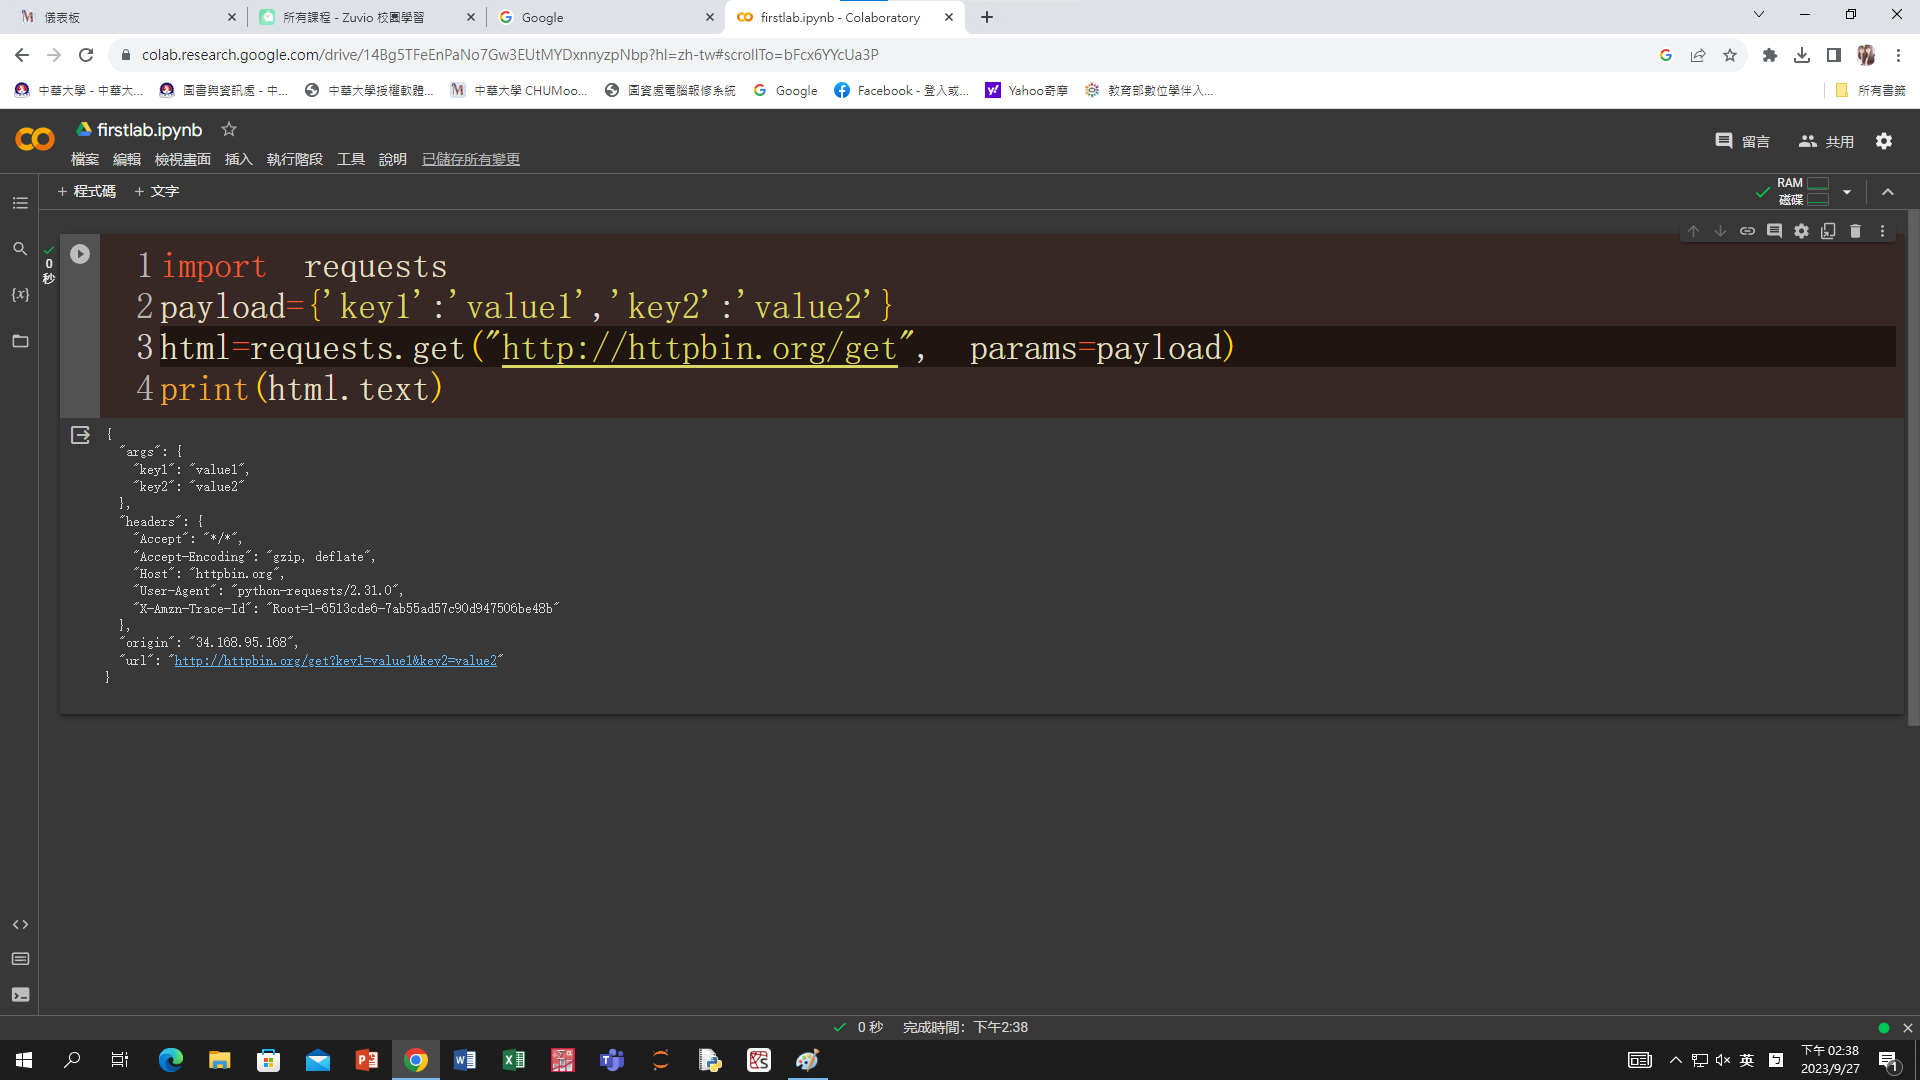 儀表板
所有課程 - Zuvio 校園學習
Google
firstlab.ipynb - Colaboratory
colab.research.google.com/drive/14Bg5TFeEnPaNo7Gw3EUtMYDxnnyzpNbp?hl=zh-tw#scrollTo=bFcx6YYcUa3P
中華大學 - 中華大...
圖書與資訊處 - 中...
中華大學授權軟體...
中華大學 CHUMoo...
圖資處電腦報修系統
Google
Facebook - 登入或...
Yahoo奇摩
教育部數位學伴入...
所有書籤
firstlab.ipynb
留言
共用
檔案 編輯 檢視畫面 插入 執行階段 工具 說明 已儲存所有變更
+ 程式碼 + 文字
RAM
磁碟
0
秒
{x}
1 import requests
2 payload={'key1':'value1','key2':'value2'}
3 html=requests.get("http://httpbin.org/get", params=payload)
4 print(html.text)
{
"args": {
"key1": "value1",
"key2": "value2"
},
"headers": {
"Accept": "*/*",
"Accept-Encoding": "gzip, deflate",
"Host": "httpbin.org",
"User-Agent": "python-requests/2.31.0",
"X-Amzn-Trace-Id": "Root=1-6513cde6-7ab55ad57c90d947506be48b"
},
"origin": "34.168.95.168",
"url": "http://httpbin.org/get?key1=value1&key2=value2"
}
0 秒 完成時間：下午2:38
英
下午 02:38
2023/9/27
1